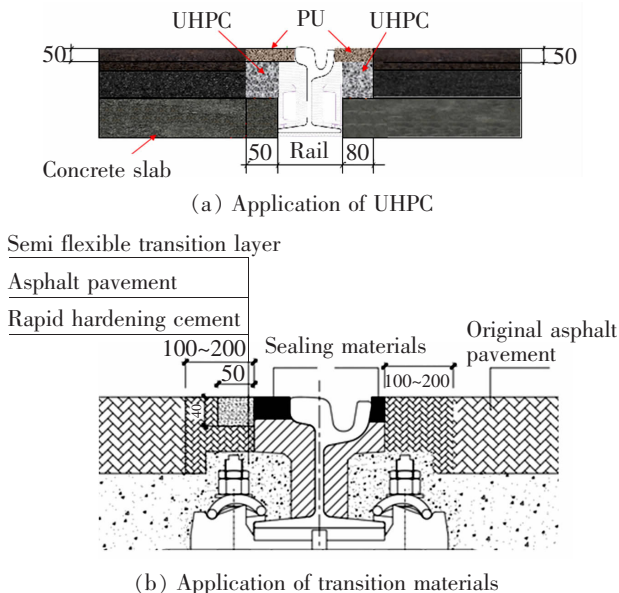 UHPC PU UHPC
50 50
50 Rail 80
Concrete slab
(a) Application of UHPC
Semi flexible transition layer
Asphalt pavement
Rapid hardening cement
Original asphalt
pavement
Sealing materials
100~200
100~200
50
40
(b) Application of transition materials